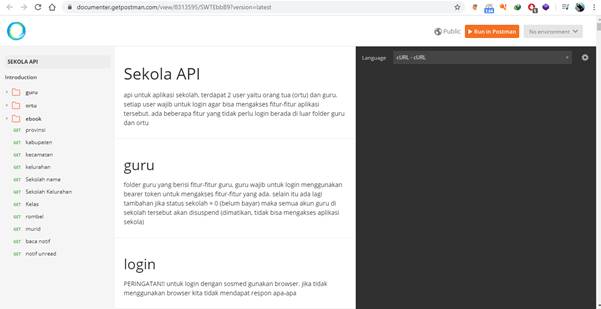 documenter.getpostman.com/view/8313595/SWTEbbB9?version=latest
Public
Run in Postman
No environment
SEKOLA API
Introduction
guru
ortu
ebook
GET provinsi
GET kabupaten
GET kecamatan
GET kelurahan
GET Sekolah nama
GET Sekolah Kelurahan
GET Kelas
GET rombel
GET murid
GET baca notif
GET notif unread
Sekola API
api untuk aplikasi sekolah, terdapat 2 user yaitu orang tua (ortu) dan guru.
setiap user wajib untuk login agar bisa mengakses fitur-fitur aplikasi
tersebut. ada beberapa fitur yang tidak perlu login berada di luar folder guru
dan ortu
guru
folder guru yang berisi fitur-fitur guru, guru wajib untuk login menggunakan
bearer token untuk mengakses fitur-fitur yang ada. selain itu ada lagi
tambahan jika status sekolah = 0 (belum bayar) maka semua akun guru di
sekolah tersebut akan disuspend (dimatikan, tidak bisa mengakses aplikasi
sekola)
login
PERINGATAN!! untuk login dengan sosmed gunakan browser. jika tidak
menggunakan browser kita tidak mendapat respon apa-apa
Language
cURL - cURL